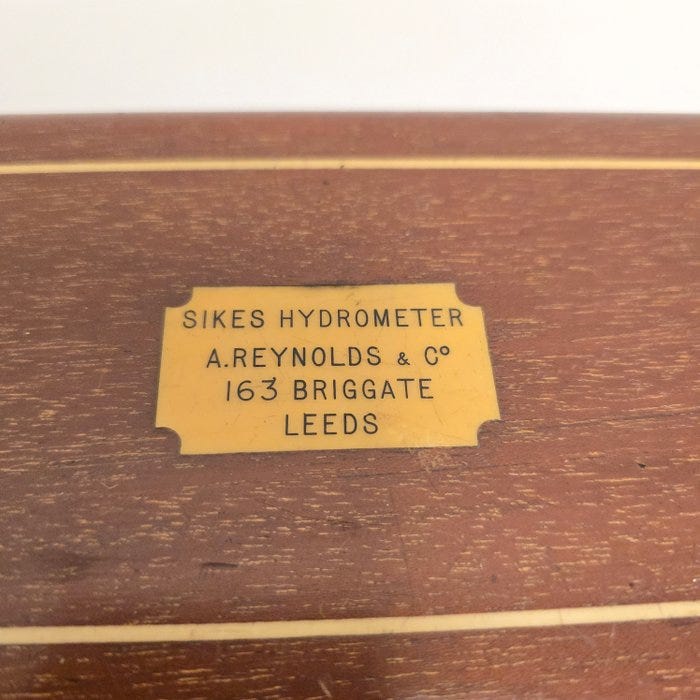 SIKES HYDROMETER
A.REYNOLDS & Cº
163 BRIGGATE
LEEDS